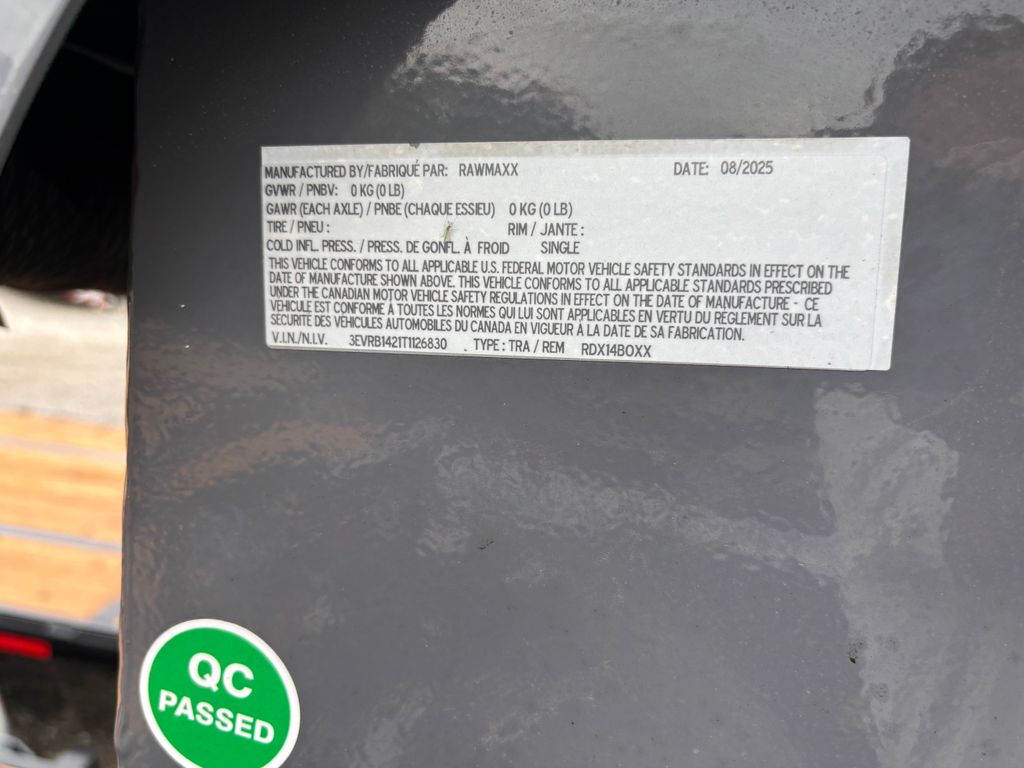 MANUFACTURED BY/FABRIQUÉ PAR: RAWMAXX DATE: 08/2025
GVWR / PNBV: 0 KG (0 LB)
GAWR (EACH AXLE) / PNBE (CHAQUE ESSIEU) 0 KG (0 LB)
TIRE / PNEU : RIM / JANTE :
COLD INFL. PRESS. / PRESS. DE GONFL. À FROID SINGLE
THIS VEHICLE CONFORMS TO ALL APPLICABLE U.S. FEDERAL MOTOR VEHICLE SAFETY STANDARDS IN EFFECT ON THE
DATE OF MANUFACTURE SHOWN ABOVE. THIS VEHICLE CONFORMS TO ALL APPLICABLE STANDARDS PRESCRIBED
UNDER THE CANADIAN MOTOR VEHICLE SAFETY REGULATIONS IN EFFECT ON THE DATE OF MANUFACTURE - CE
VÉHICULE EST CONFORME À TOUTES LES NORMES QUI LUI SONT APPLICABLES EN VERTU DU RÈGLEMENT SUR LA
SÉCURITÉ DES VÉHICULES AUTOMOBILES DU CANADA EN VIGUEUR À LA DATE DE SA FABRICATION.
V.I.N./N.I.V. 3EVRB1421T1126830 TYPE : TRA / REM RDX14BOXX
QC
PASSED